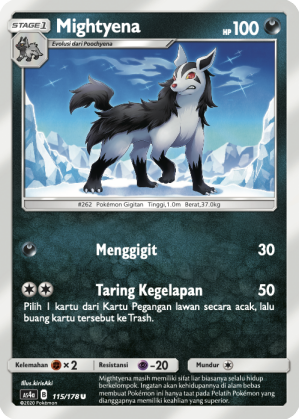 STAGE1 Mightyena HP 100
Evolusi dari Poochyena
#262 Pokémon Gigitan Tinggi,1.0m Berat,37.0kg
Menggigit 30
Taring Kegelapan 50
Pilih 1 kartu dari Kartu Pegangan lawan secara acak, lalu
buang kartu tersebut ke Trash.
Kelemahan ×2 Resistansi -20 Mundur
Illus.kirisAki
AS4a B 115/178 U
©2020 Pokémon
Mightyena masih memiliki sifat liar biasanya selalu hidup
berkelompok. Ingatan akan kehidupannya di alam bebas
membuat Pokémon ini hanya taat pada Pelatih Pokémon yang
dianggap memiliki keahlian yang superior.